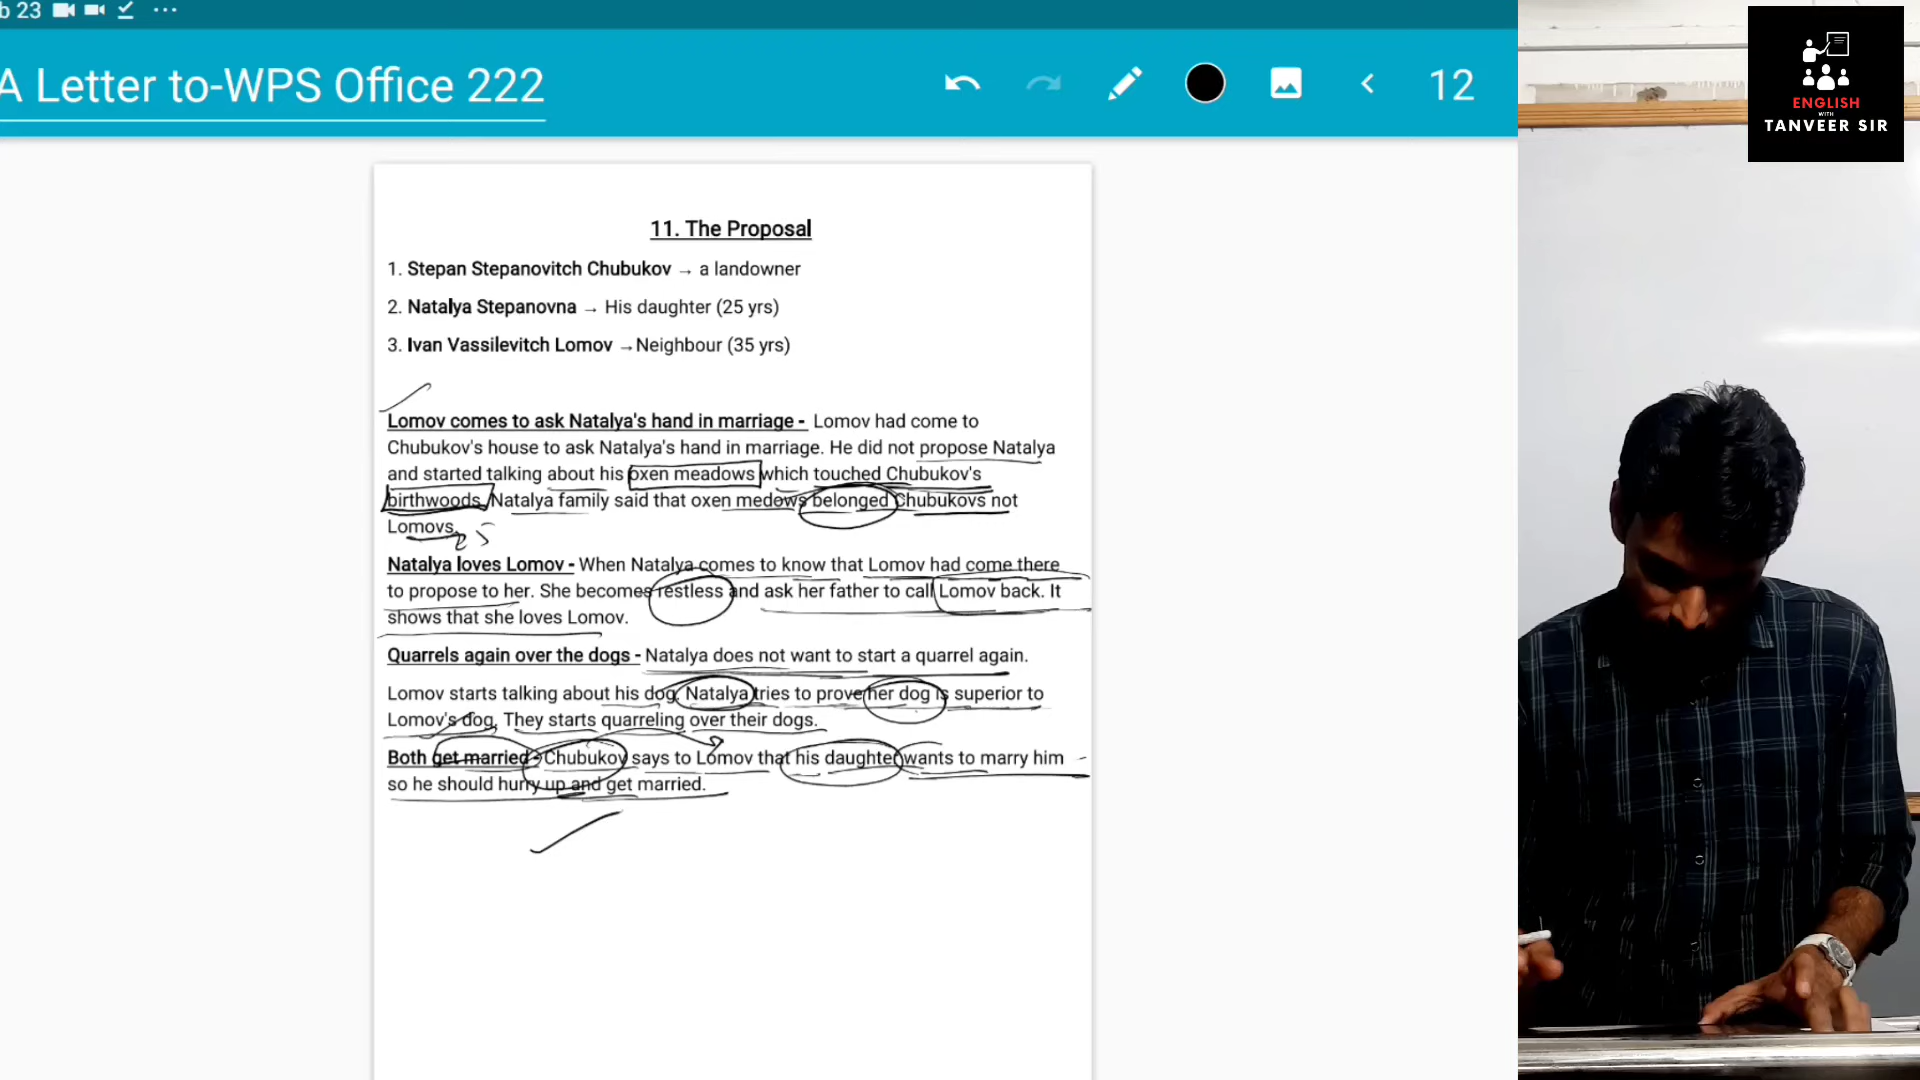 b 23
A Letter to-WPS Office 222
12
ENGLISH
WITH
TANVEER SIR
11. The Proposal
1. Stepan Stepanovitch Chubukov → a landowner
2. Natalya Stepanovna → His daughter (25 yrs)
3. Ivan Vassilevitch Lomov →Neighbour (35 yrs)
Lomov comes to ask Natalya's hand in marriage - Lomov had come to
Chubukov's house to ask Natalya's hand in marriage. He did not propose Natalya
and started talking about his oxen meadows which touched Chubukov's
birthwoods. Natalya family said that oxen medows belonged Chubukovs not
Lomovs.
Natalya loves Lomov - When Natalya comes to know that Lomov had come there
to propose to her. She becomes restless and ask her father to call Lomov back. It
shows that she loves Lomov.
Quarrels again over the dogs - Natalya does not want to start a quarrel again.
Lomov starts talking about his dog. Natalya tries to prove her dog is superior to
Lomov's dog. They starts quarreling over their dogs.
Both get married - Chubukov says to Lomov that his daughter wants to marry him
so he should hurry up and get married.